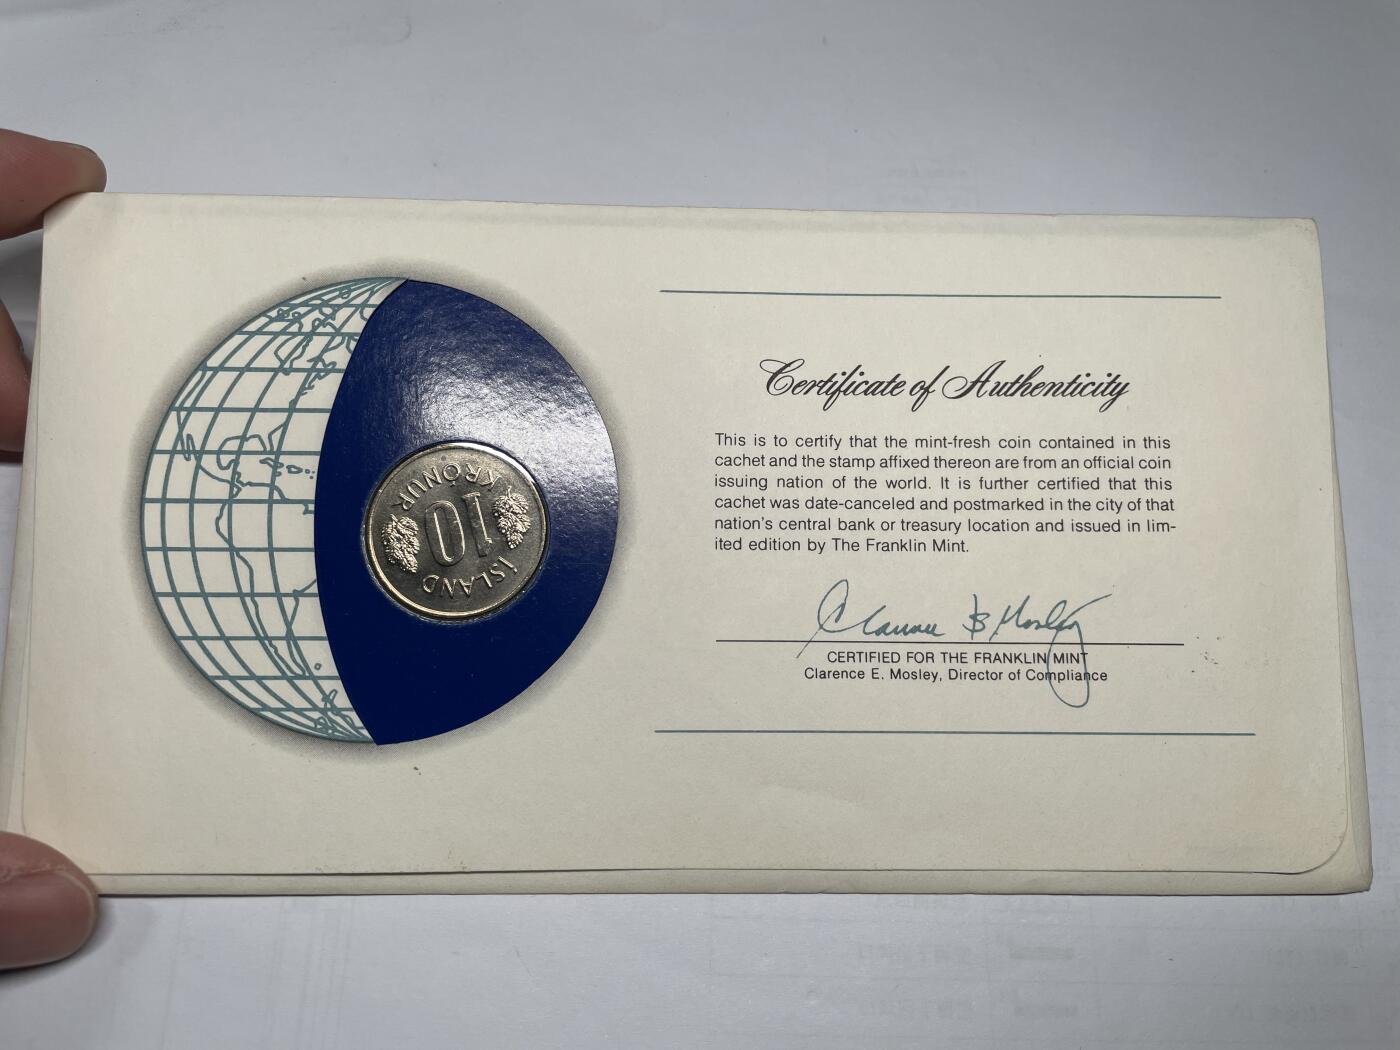 KRÓNUR
10
ÍSLAND
Certificate of Authenticity
This is to certify that the mint-fresh coin contained in this
cachet and the stamp affixed thereon are from an official coin
issuing nation of the world. It is further certified that this
cachet was date-canceled and postmarked in the city of that
nation's central bank or treasury location and issued in lim-
ited edition by The Franklin Mint.
Clarence E Mosley
CERTIFIED FOR THE FRANKLIN MINT
Clarence E. Mosley, Director of Compliance